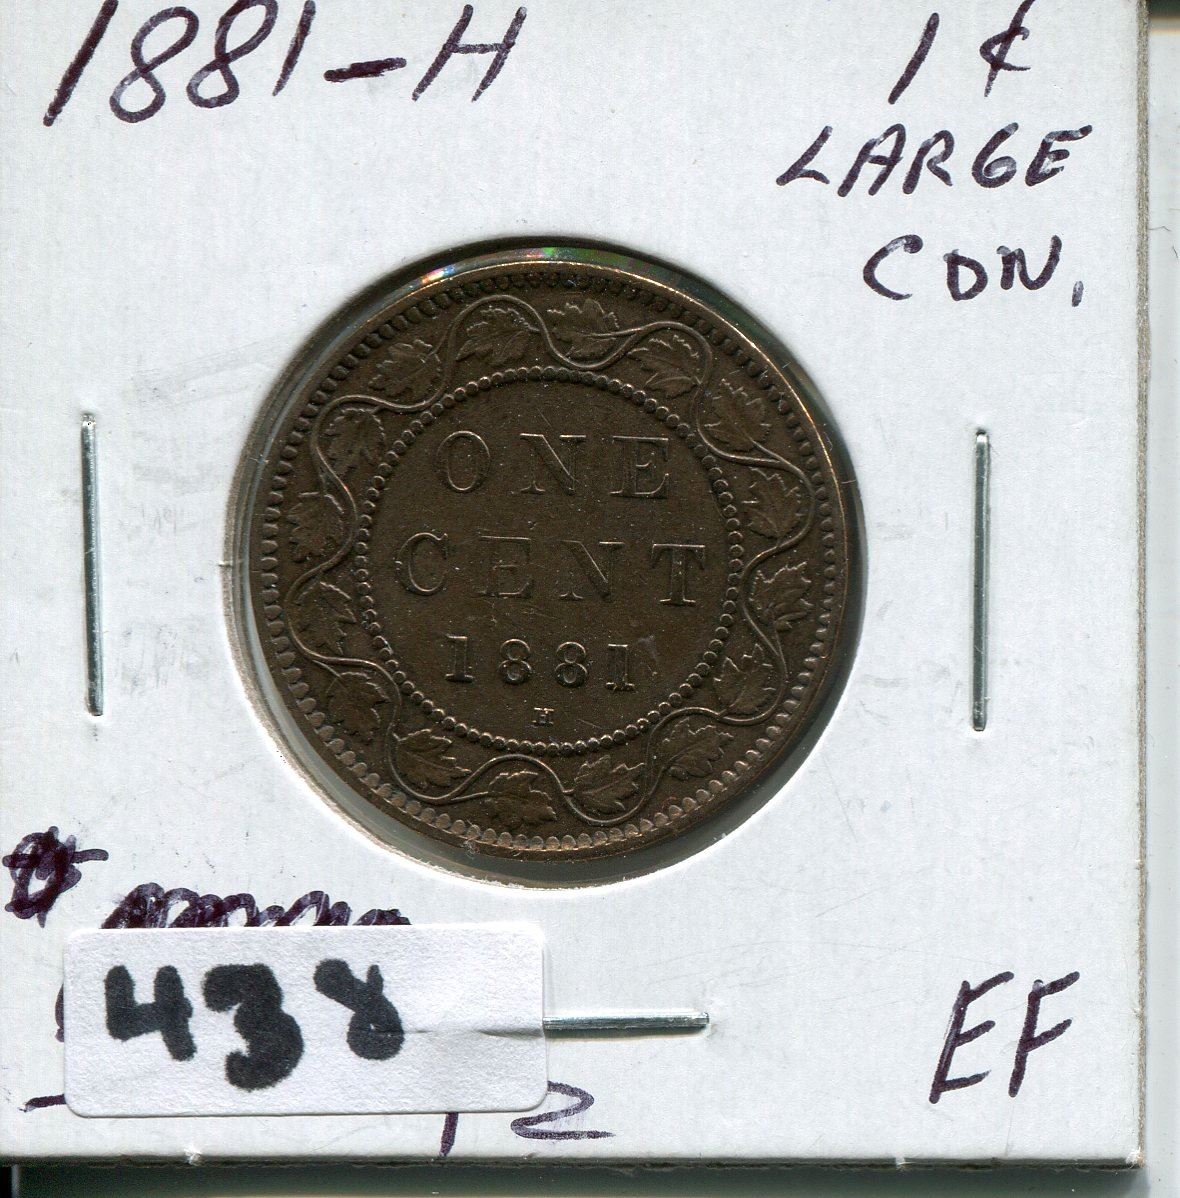 1881-H
1¢
LARGE
CDN.
ONE
CENT
1881
H
438
EF